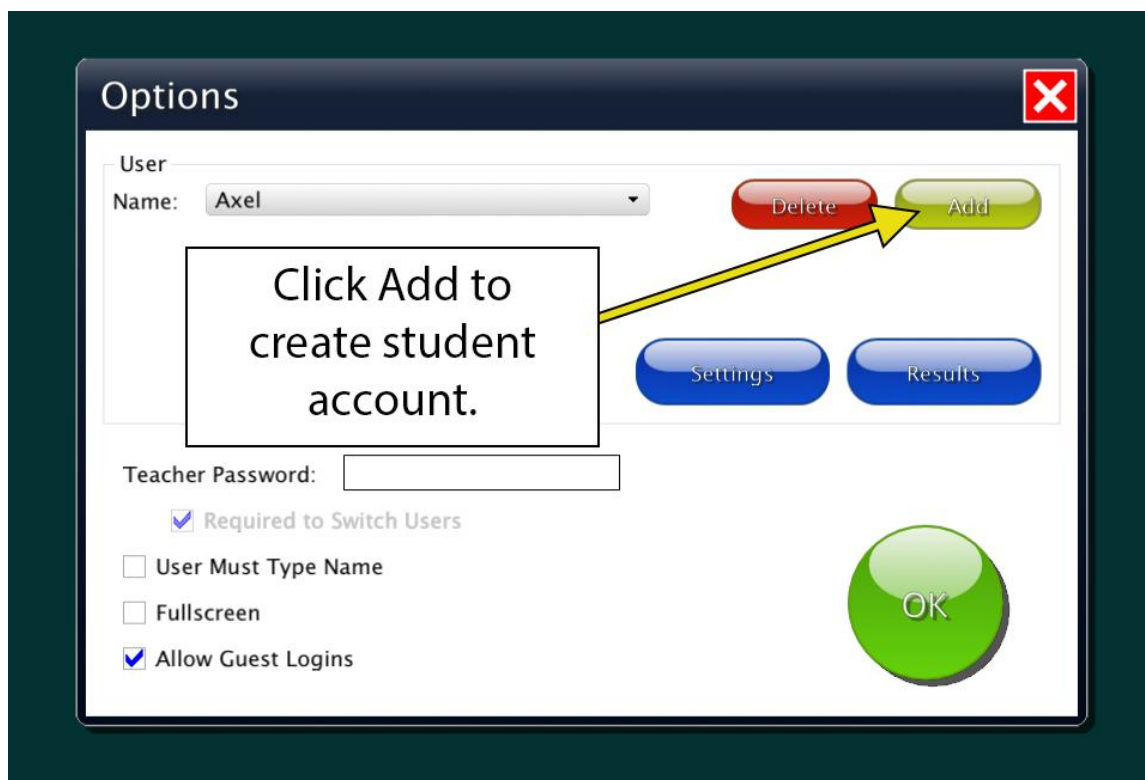 Options
User
Name: Axel
Delete
Add
Click Add to
create student
account.
Settings
Results
Teacher Password:
Required to Switch Users
User Must Type Name
Fullscreen
Allow Guest Logins
OK